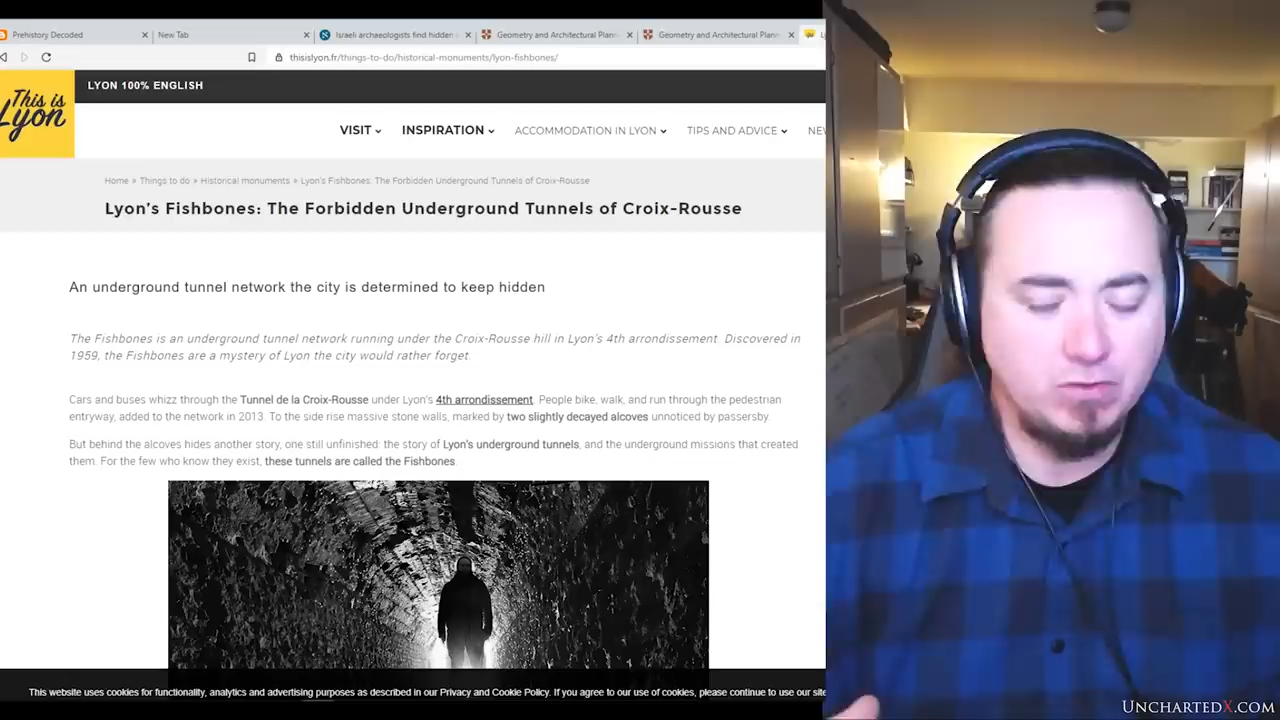 Prehistory Decoded
New Tab
Israeli archaeologists find hidden
Geometry and Architectural Plann
Geometry and Architectural Plann
thisislyon.fr/things-to-do/historical-monuments/lyon-fishbones/
This is
Lyon
LYON 100% ENGLISH
VISIT
INSPIRATION
ACCOMMODATION IN LYON
TIPS AND ADVICE
Home » Things to do » Historical monuments » Lyon's Fishbones: The Forbidden Underground Tunnels of Croix-Rousse
Lyon's Fishbones: The Forbidden Underground Tunnels of Croix-Rousse
An underground tunnel network the city is determined to keep hidden
The Fishbones is an underground tunnel network running under the Croix-Rousse hill in Lyon's 4th arrondissement. Discovered in
1959, the Fishbones are a mystery of Lyon the city would rather forget.
Cars and buses whizz through the Tunnel de la Croix-Rousse under Lyon's 4th arrondissement. People bike, walk, and run through the pedestrian
entryway, added to the network in 2013. To the side rise massive stone walls, marked by two slightly decayed alcoves unnoticed by passersby.
But behind the alcoves hides another story, one still unfinished: the story of Lyon's underground tunnels, and the underground missions that created
them. For the few who know they exist, these tunnels are called the Fishbones.
This website uses cookies for functionality, analytics and advertising purposes as described in our Privacy and Cookie Policy. If you agree to our use of cookies, please continue to use our site
UNCHARTEDX.COM